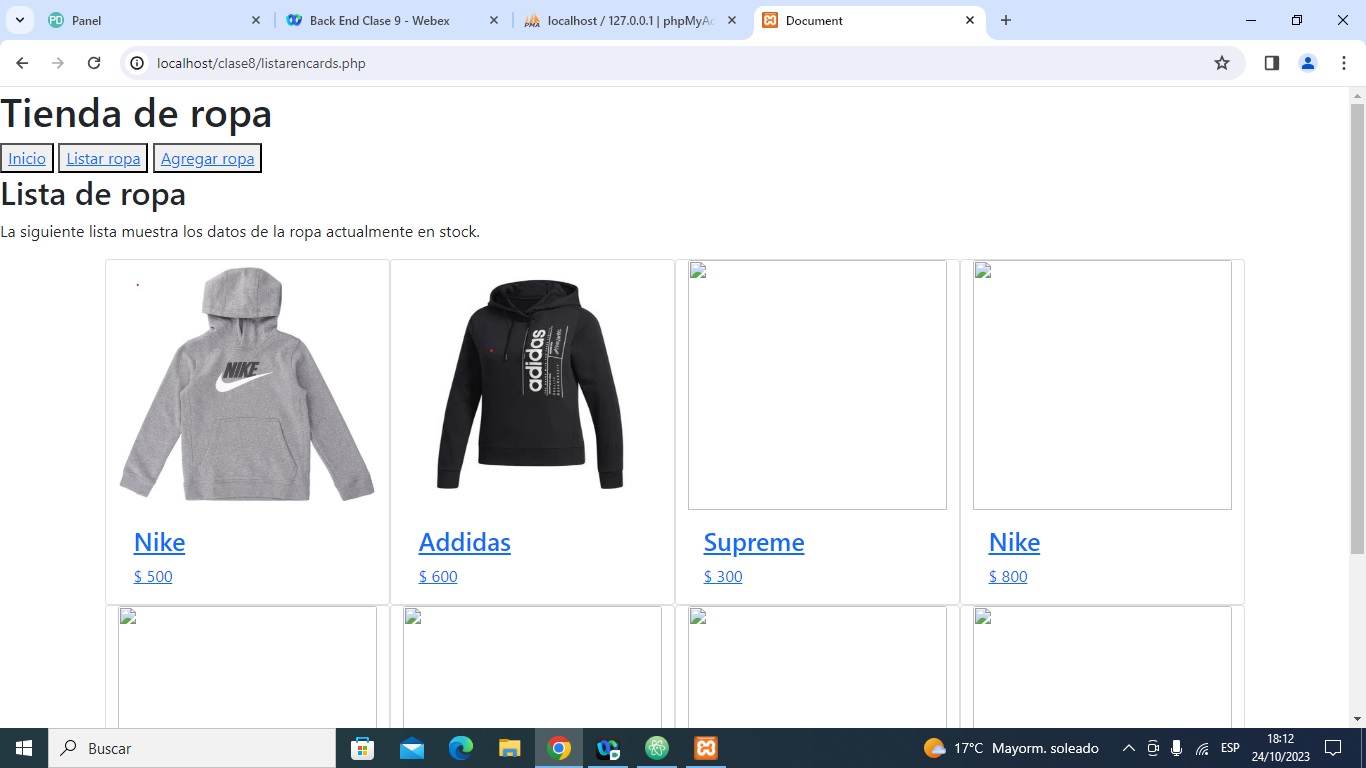 Panel
Back End Clase 9 - Webex
localhost / 127.0.0.1 | phpMyAd
Document
localhost/clase8/listarencards.php
Tienda de ropa
Inicio Listar ropa Agregar ropa
Lista de ropa
La siguiente lista muestra los datos de la ropa actualmente en stock.
NIKE
adidas
Nike
$ 500
Addidas
$ 600
Supreme
$ 300
Nike
$ 800
Buscar
17°C Mayorm. soleado
ESP
18:12
24/10/2023